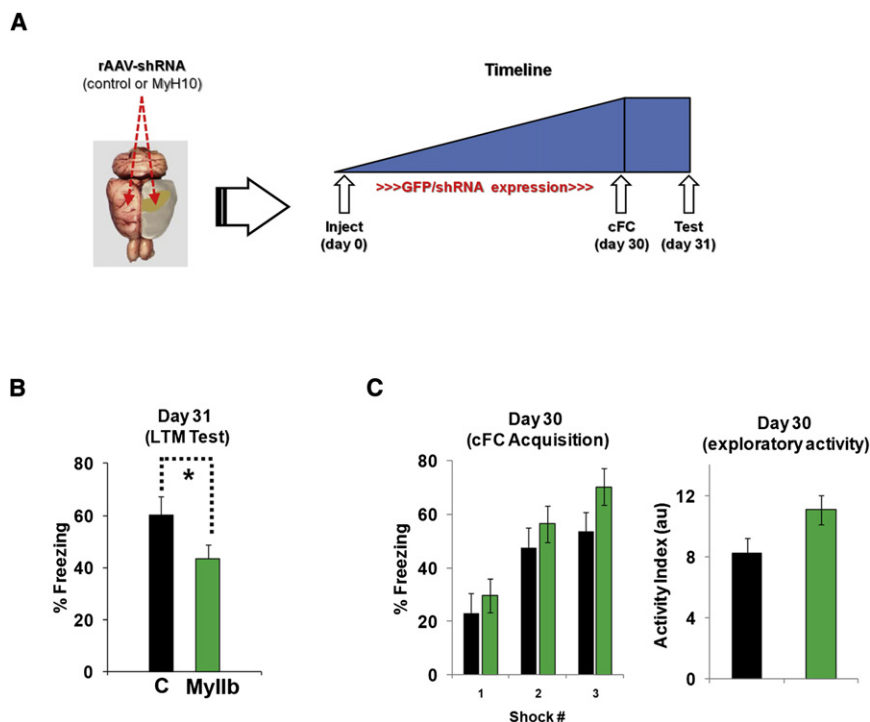 A
rAAV-shRNA
(control or MyH10)
Timeline
>>>GFP/shRNA expression>>>
Inject
(day 0)
cFC
(day 30)
Test
(day 31)
B
Day 31
(LTM Test)
% Freezing
80
60
40
20
0
*
C
MyIIb
C
Day 30
(cFC Acquisition)
% Freezing
80
60
40
20
0
1
2
3
Shock #
Day 30
(exploratory activity)
Activity Index (au)
12
8
4
0